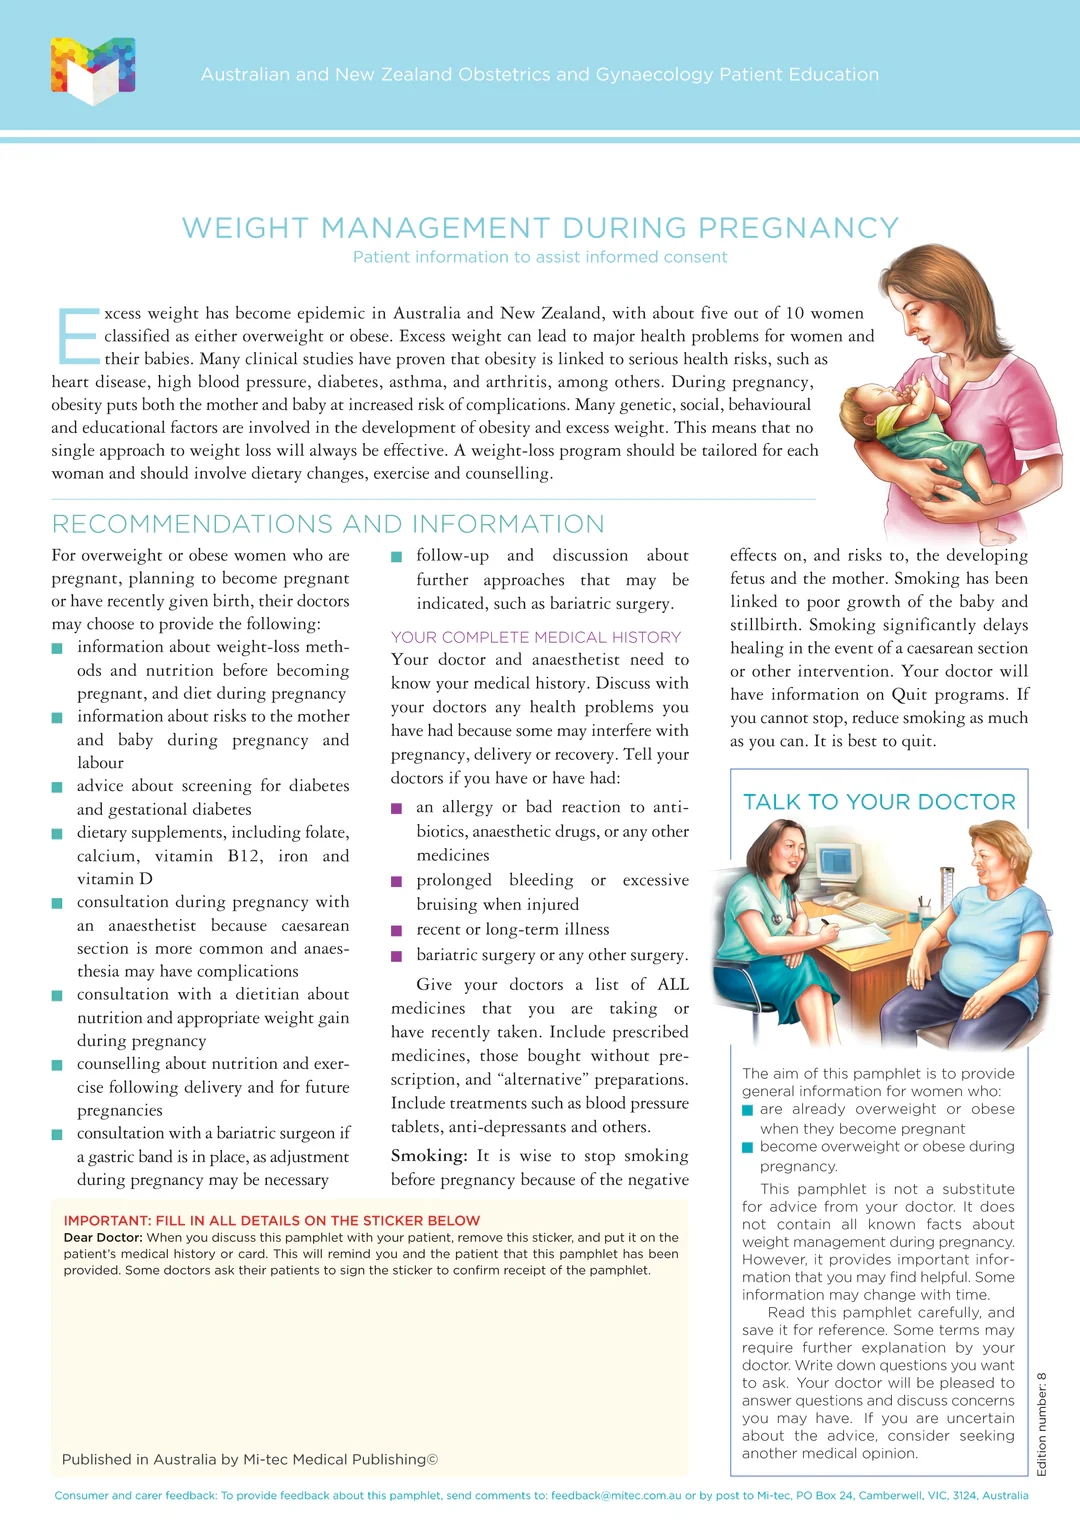 Australian and New Zealand Obstetrics and Gynaecology Patient Education
WEIGHT MANAGEMENT DURING PREGNANCY
Patient information to assist informed consent
Excess weight has become epidemic in Australia and New Zealand, with about five out of 10 women
classified as either overweight or obese. Excess weight can lead to major health problems for women and
their babies. Many clinical studies have proven that obesity is linked to serious health risks, such as
heart disease, high blood pressure, diabetes, asthma, and arthritis, among others. During pregnancy,
obesity puts both the mother and baby at increased risk of complications. Many genetic, social, behavioural
and educational factors are involved in the development of obesity and excess weight. This means that no
single approach to weight loss will always be effective. A weight-loss program should be tailored for each
woman and should involve dietary changes, exercise and counselling.
RECOMMENDATIONS AND INFORMATION
For overweight or obese women who are
pregnant, planning to become pregnant
or have recently given birth, their doctors
may choose to provide the following:
■ information about weight-loss meth-
ods and nutrition before becoming
pregnant, and diet during pregnancy
■ information about risks to the mother
and baby during pregnancy and
labour
■ advice about screening for diabetes
and gestational diabetes
■ dietary supplements, including folate,
calcium, vitamin B12, iron and
vitamin D
■ consultation during pregnancy with
an anaesthetist because caesarean
section is more common and anaes-
thesia may have complications
■ consultation with a dietitian about
nutrition and appropriate weight gain
during pregnancy
■ counselling about nutrition and exer-
cise following delivery and for future
pregnancies
■ consultation with a bariatric surgeon if
a gastric band is in place, as adjustment
during pregnancy may be necessary
■ follow-up and discussion about
further approaches that may be
indicated, such as bariatric surgery.
YOUR COMPLETE MEDICAL HISTORY
Your doctor and anaesthetist need to
know your medical history. Discuss with
your doctors any health problems you
have had because some may interfere with
pregnancy, delivery or recovery. Tell your
doctors if you have or have had:
■ an allergy or bad reaction to anti-
biotics, anaesthetic drugs, or any other
medicines
■ prolonged bleeding or excessive
bruising when injured
■ recent or long-term illness
■ bariatric surgery or any other surgery.
Give your doctors a list of ALL
medicines that you are taking or
have recently taken. Include prescribed
medicines, those bought without pre-
scription, and “alternative” preparations.
Include treatments such as blood pressure
tablets, anti-depressants and others.
Smoking: It is wise to stop smoking
before pregnancy because of the negative
effects on, and risks to, the developing
fetus and the mother. Smoking has been
linked to poor growth of the baby and
stillbirth. Smoking significantly delays
healing in the event of a caesarean section
or other intervention. Your doctor will
have information on Quit programs. If
you cannot stop, reduce smoking as much
as you can. It is best to quit.
TALK TO YOUR DOCTOR
The aim of this pamphlet is to provide
general information for women who:
■ are already overweight or obese
when they become pregnant
■ become overweight or obese during
pregnancy.
This pamphlet is not a substitute
for advice from your doctor. It does
not contain all known facts about
weight management during pregnancy.
However, it provides important infor-
mation that you may find helpful. Some
information may change with time.
Read this pamphlet carefully, and
save it for reference. Some terms may
require further explanation by your
doctor. Write down questions you want
to ask. Your doctor will be pleased to
answer questions and discuss concerns
you may have. If you are uncertain
about the advice, consider seeking
another medical opinion.
IMPORTANT: FILL IN ALL DETAILS ON THE STICKER BELOW
Dear Doctor: When you discuss this pamphlet with your patient, remove this sticker, and put it on the
patient’s medical history or card. This will remind you and the patient that this pamphlet has been
provided. Some doctors ask their patients to sign the sticker to confirm receipt of the pamphlet.
Published in Australia by Mi-tec Medical Publishing©
Edition number: 8
Consumer and carer feedback: To provide feedback about this pamphlet, send comments to: feedback@mitec.com.au or by post to Mi-tec, PO Box 24, Camberwell, VIC, 3124, Australia